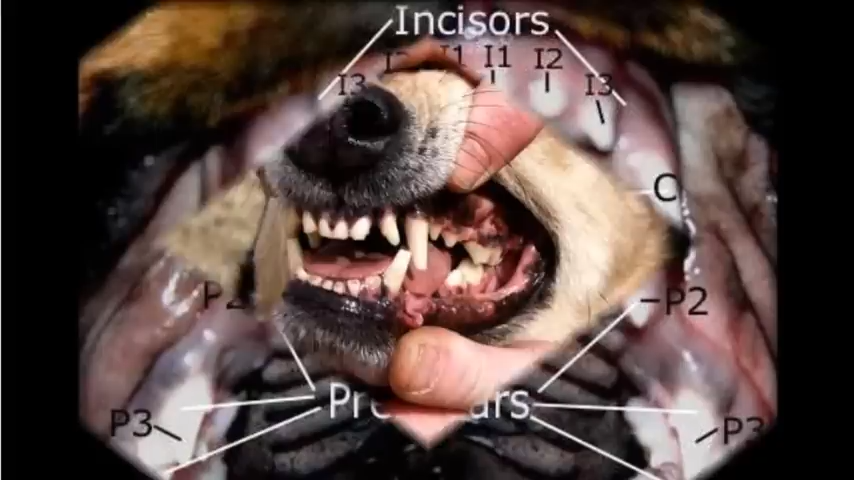 Incisors
I1 I1 I2
I3 I3
C
P2 P2
P3 P3